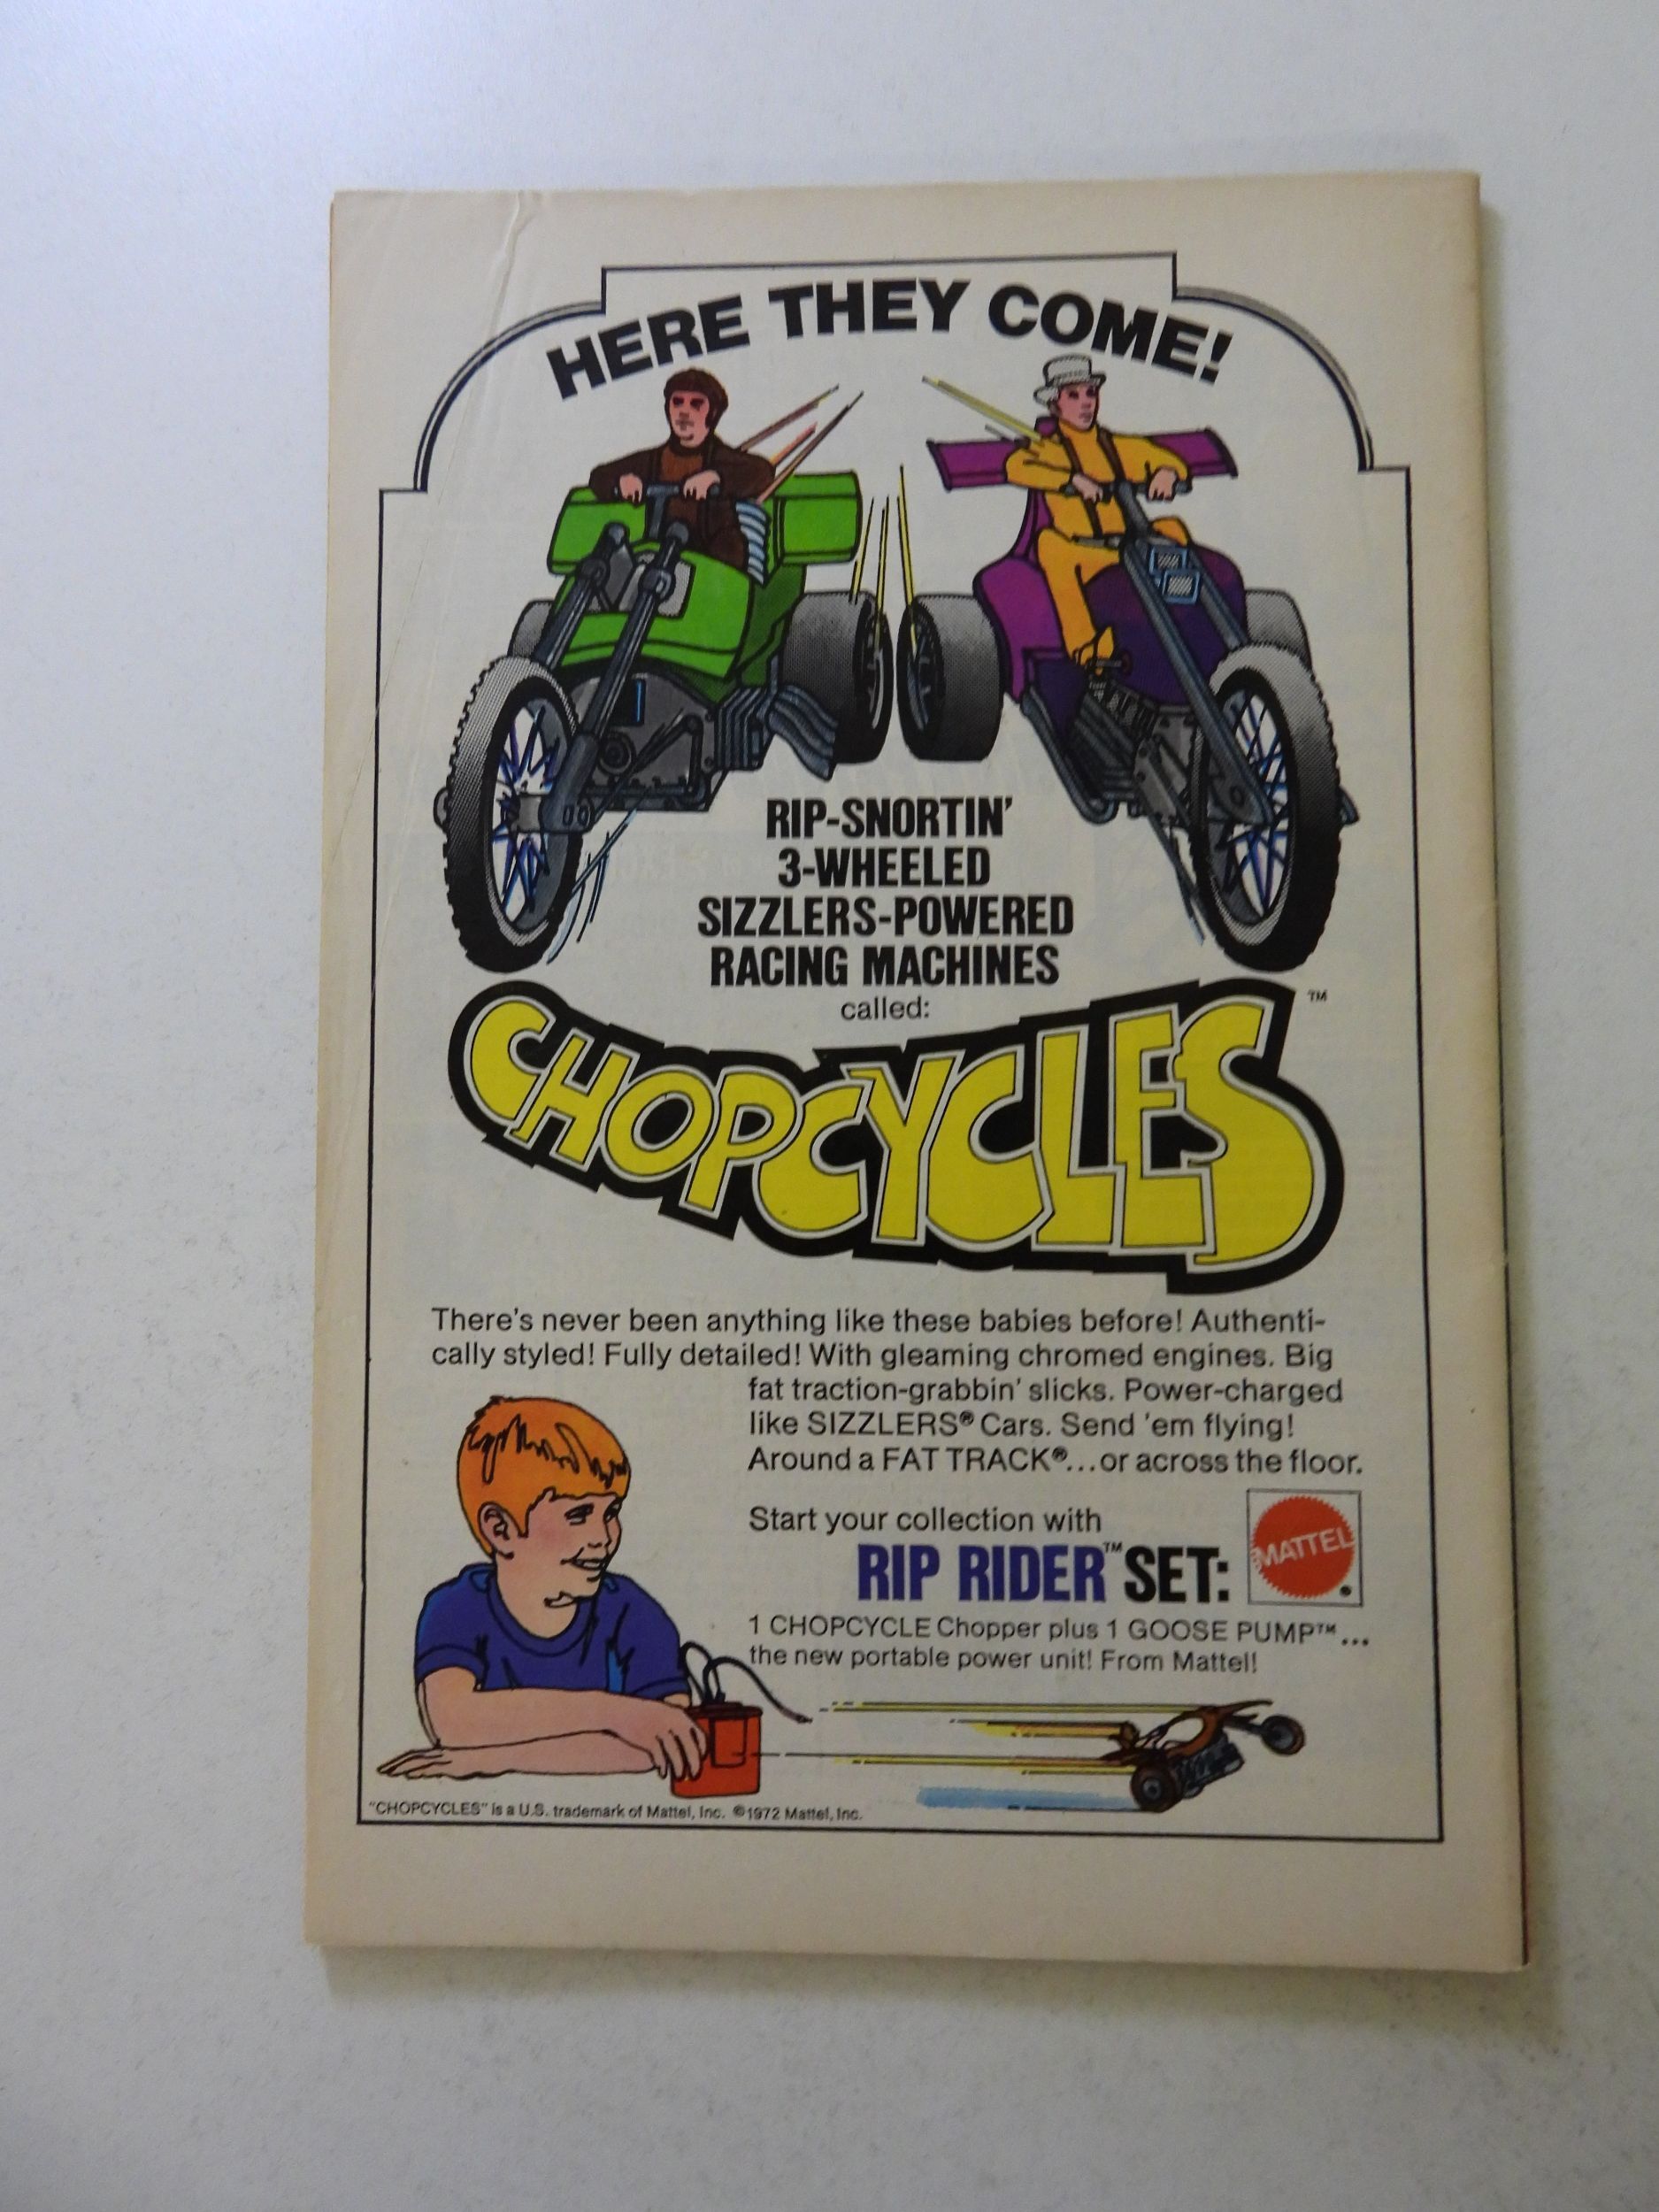 HERE THEY COME!
RIP-SNORTIN'
3-WHEELED
SIZZLERS-POWERED
RACING MACHINES
called:
CHOPCYCLES™
There's never been anything like these babies before! Authenti-
cally styled! Fully detailed! With gleaming chromed engines. Big
fat traction-grabbin' slicks. Power-charged
like SIZZLERS® Cars. Send 'em flying!
Around a FAT TRACK®...or across the floor.
Start your collection with
RIP RIDER™ SET:
MATTEL
1 CHOPCYCLE Chopper plus 1 GOOSE PUMP™...
the new portable power unit! From Mattel!
"CHOPCYCLES" is a U.S. trademark of Mattel, Inc. ©1972 Mattel, Inc.